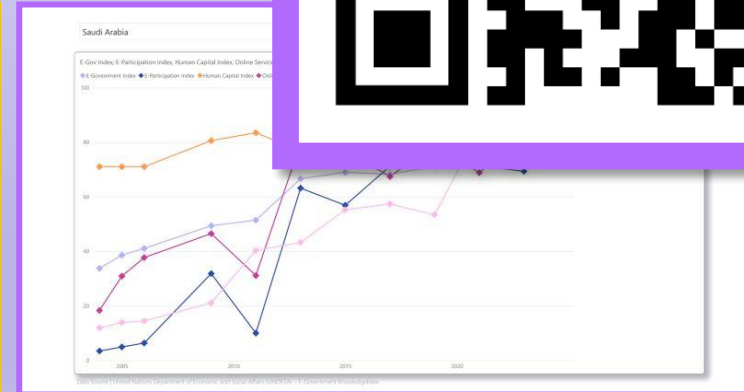 Saudi Arabia
E-Gov Index, E-Participation Index, Human Capital Index, Online Service
E-Government Index E-Participation Index Human Capital Index
100
80
60
40
20
0
2005 2010 2015 2020
Data Source | United Nations Department of Economic and Social Affairs (UNDESA) - E-Government Knowledgebase